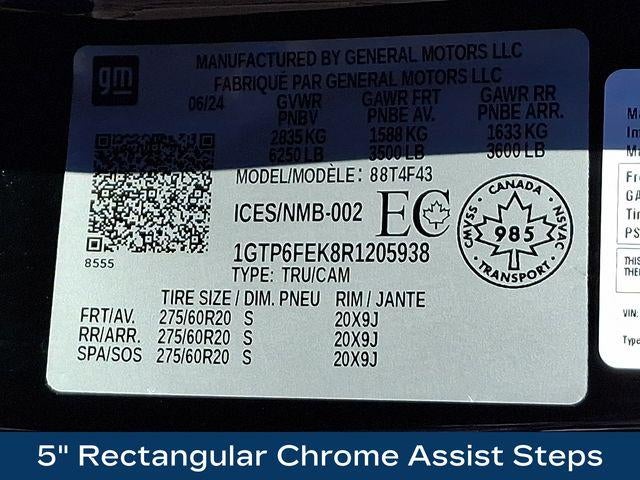 gm
MANUFACTURED BY GENERAL MOTORS LLC
FABRIQUÉ PAR GENERAL MOTORS LLC
06/24 GVWR GAWR FRT GAWR RR
PNBV PNBE AV. PNBE ARR.
2835 KG 1588 KG 1633 KG
6250 LB 3500 LB 3600 LB
MODEL/MODÈLE: 88T4F43
ICES/NMB-002 EC
CANADA
CMVSS 985 NSVAC
TRANSPORT
8555
1GTP6FEK8R1205938
TYPE: TRU/CAM
TIRE SIZE / DIM. PNEU RIM / JANTE
FRT/AV. 275/60R20 S 20X9J
RR/ARR. 275/60R20 S 20X9J
SPA/SOS 275/60R20 S 20X9J
VIN:
Type
5" Rectangular Chrome Assist Steps